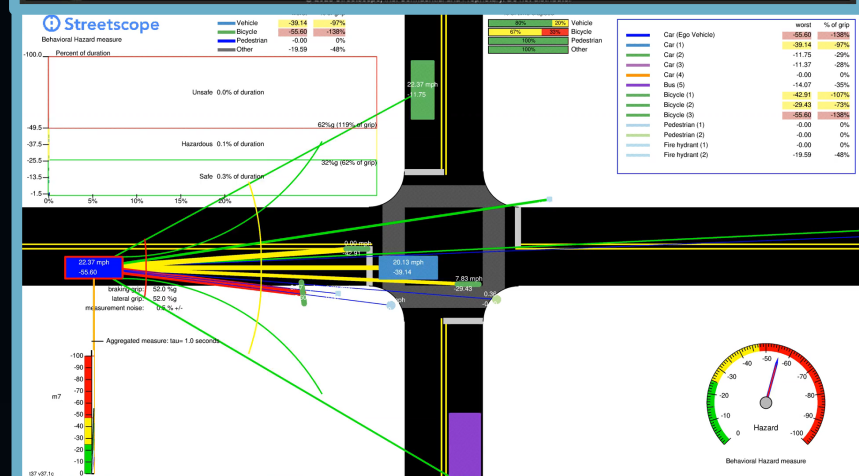 Streetscope
Behavioral Hazard measure
Vehicle -39.14 -97%
Bicycle -55.60 -138%
Pedestrian -0.00 0%
Other -19.59 -48%
80% 20% Vehicle
67% 33% Bicycle
100% Pedestrian
100% Other
worst % of grip
Car (Ego Vehicle) -55.60 -138%
Car (1) -39.14 -97%
Car (2) -11.75 -29%
Car (3) -11.37 -28%
Car (4) -0.00 0%
Bus (5) -14.07 -35%
Bicycle (1) -42.91 -107%
Bicycle (2) -29.43 -73%
Bicycle (3) -55.60 -138%
Pedestrian (1) -0.00 0%
Pedestrian (2) -0.00 0%
Fire hydrant (1) -0.00 0%
Fire hydrant (2) -19.59 -48%
Percent of duration
-100.0
Unsafe 0.0% of duration
62%g (119% of grip)
-49.5
Hazardous 0.1% of duration
-37.5
32%g (62% of grip)
-25.5
Safe 0.3% of duration
-13.5
-1.5
0% 5% 10% 15% 20%
22.37 mph
-11.75
0.00 mph
-42.91
22.37 mph
-55.60
20.13 mph
-39.14
7.83 mph
-29.43
braking grip: 52.0 %g
lateral grip: 52.0 %g
measurement noise: 0.5 % +/-
Aggregated measure: tau= 1.0 seconds
m7
-100
-90
-80
-70
-60
-50
-40
-30
-20
-10
0
t37 v37.1c
0 -10 -20 -30 -40 -50 -60 -70 -80 -90 -100
Hazard
Behavioral Hazard measure